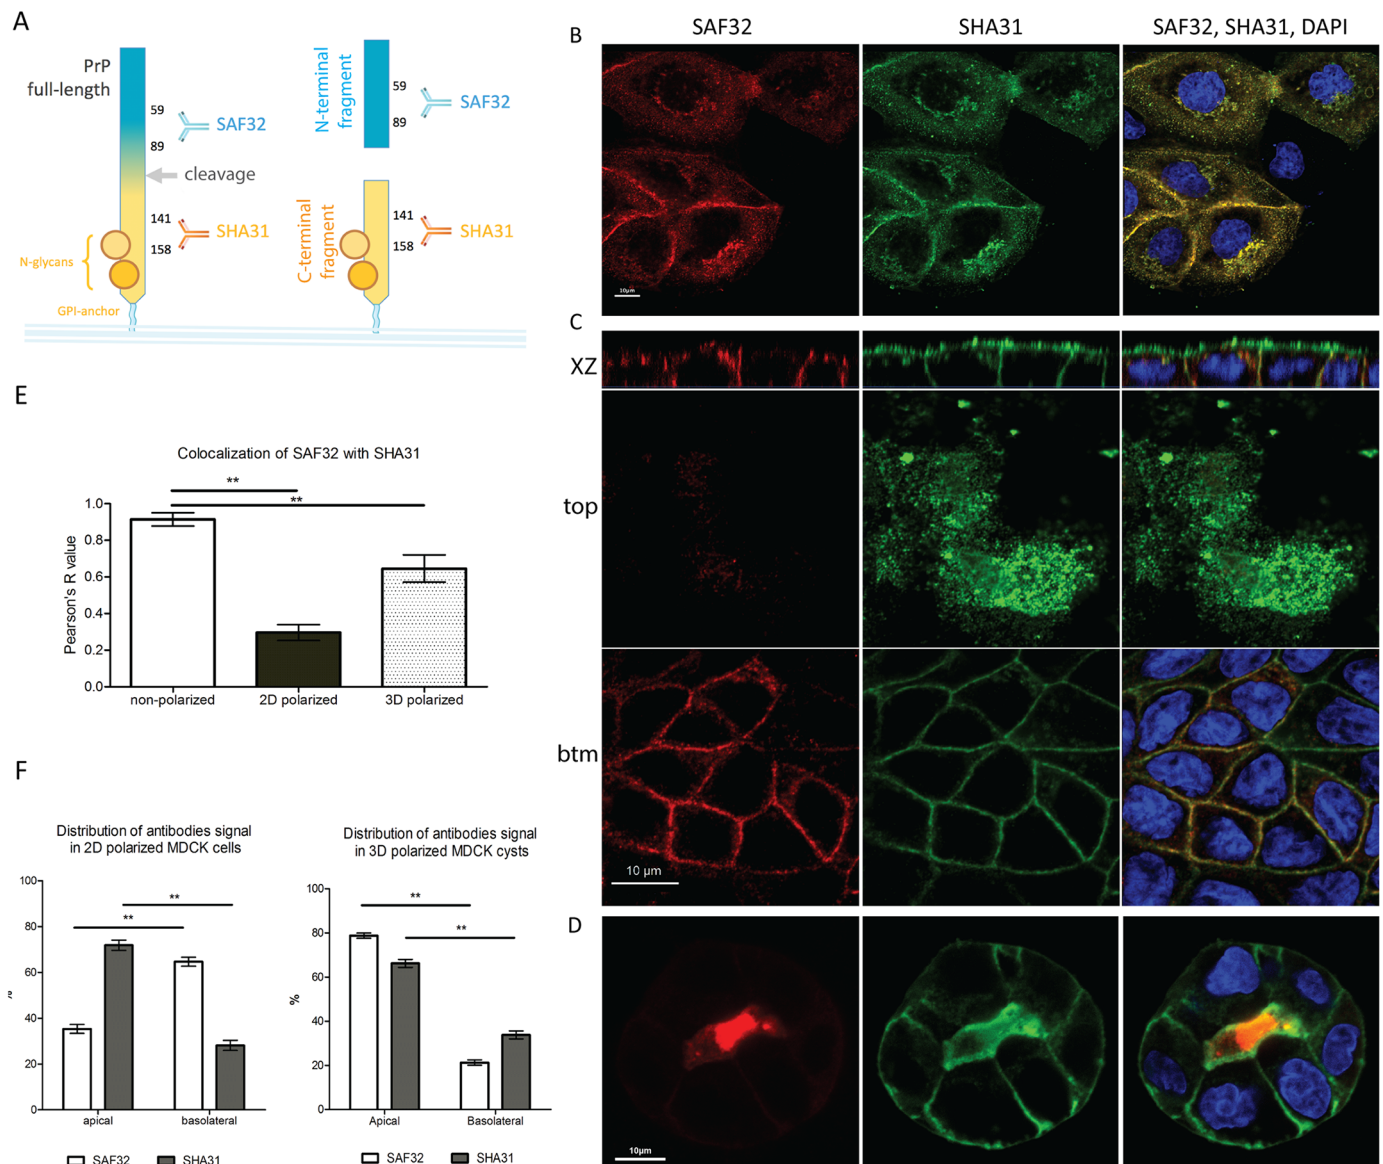 A
PrP
full-length
59
89
SAF32
cleavage
141
158
SHA31
N-glycans
GPI-anchor
N-terminal
fragment
59
89
SAF32
C-terminal
fragment
141
158
SHA31
B
SAF32
SHA31
SAF32, SHA31, DAPI
10μm
C
XZ
top
btm
10 μm
D
10μm
E
Colocalization of SAF32 with SHA31
**
**
Pearson's R value
1.0
0.8
0.6
0.4
0.2
0.0
non-polarized
2D polarized
3D polarized
F
Distribution of antibodies signal
in 2D polarized MDCK cells
%
100
80
60
40
20
0
**
**
apical
basolateral
SAF32
SHA31
Distribution of antibodies signal
in 3D polarized MDCK cysts
%
100
80
60
40
20
0
**
**
Apical
Basolateral
SAF32
SHA31